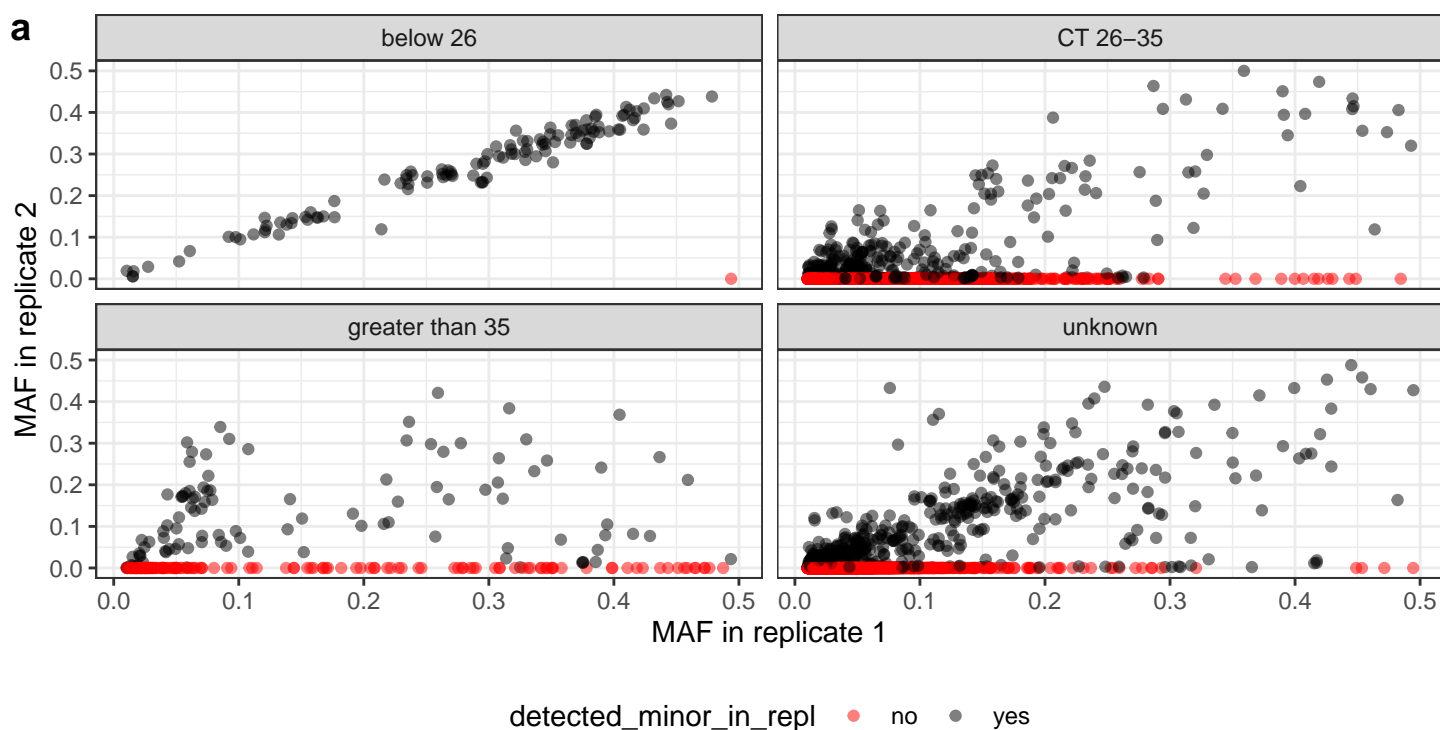 a
below 26
CT 26–35
0.5
0.4
0.3
0.2
0.1
0.0
greater than 35
unknown
0.5
0.4
0.3
0.2
0.1
0.0
MAF in replicate 2
0.0 0.1 0.2 0.3 0.4 0.5
0.0 0.1 0.2 0.3 0.4 0.5
MAF in replicate 1
detected_minor_in_repl no yes